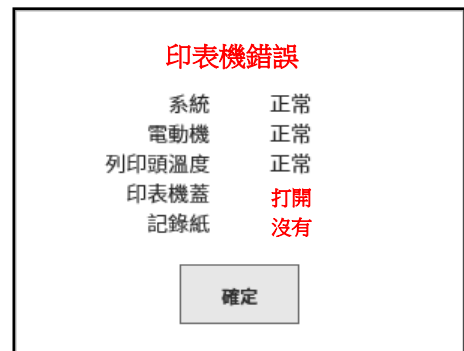 印表機錯誤
系統 正常
電動機 正常
列印頭溫度 正常
印表機蓋 打開
記錄紙 沒有
確定